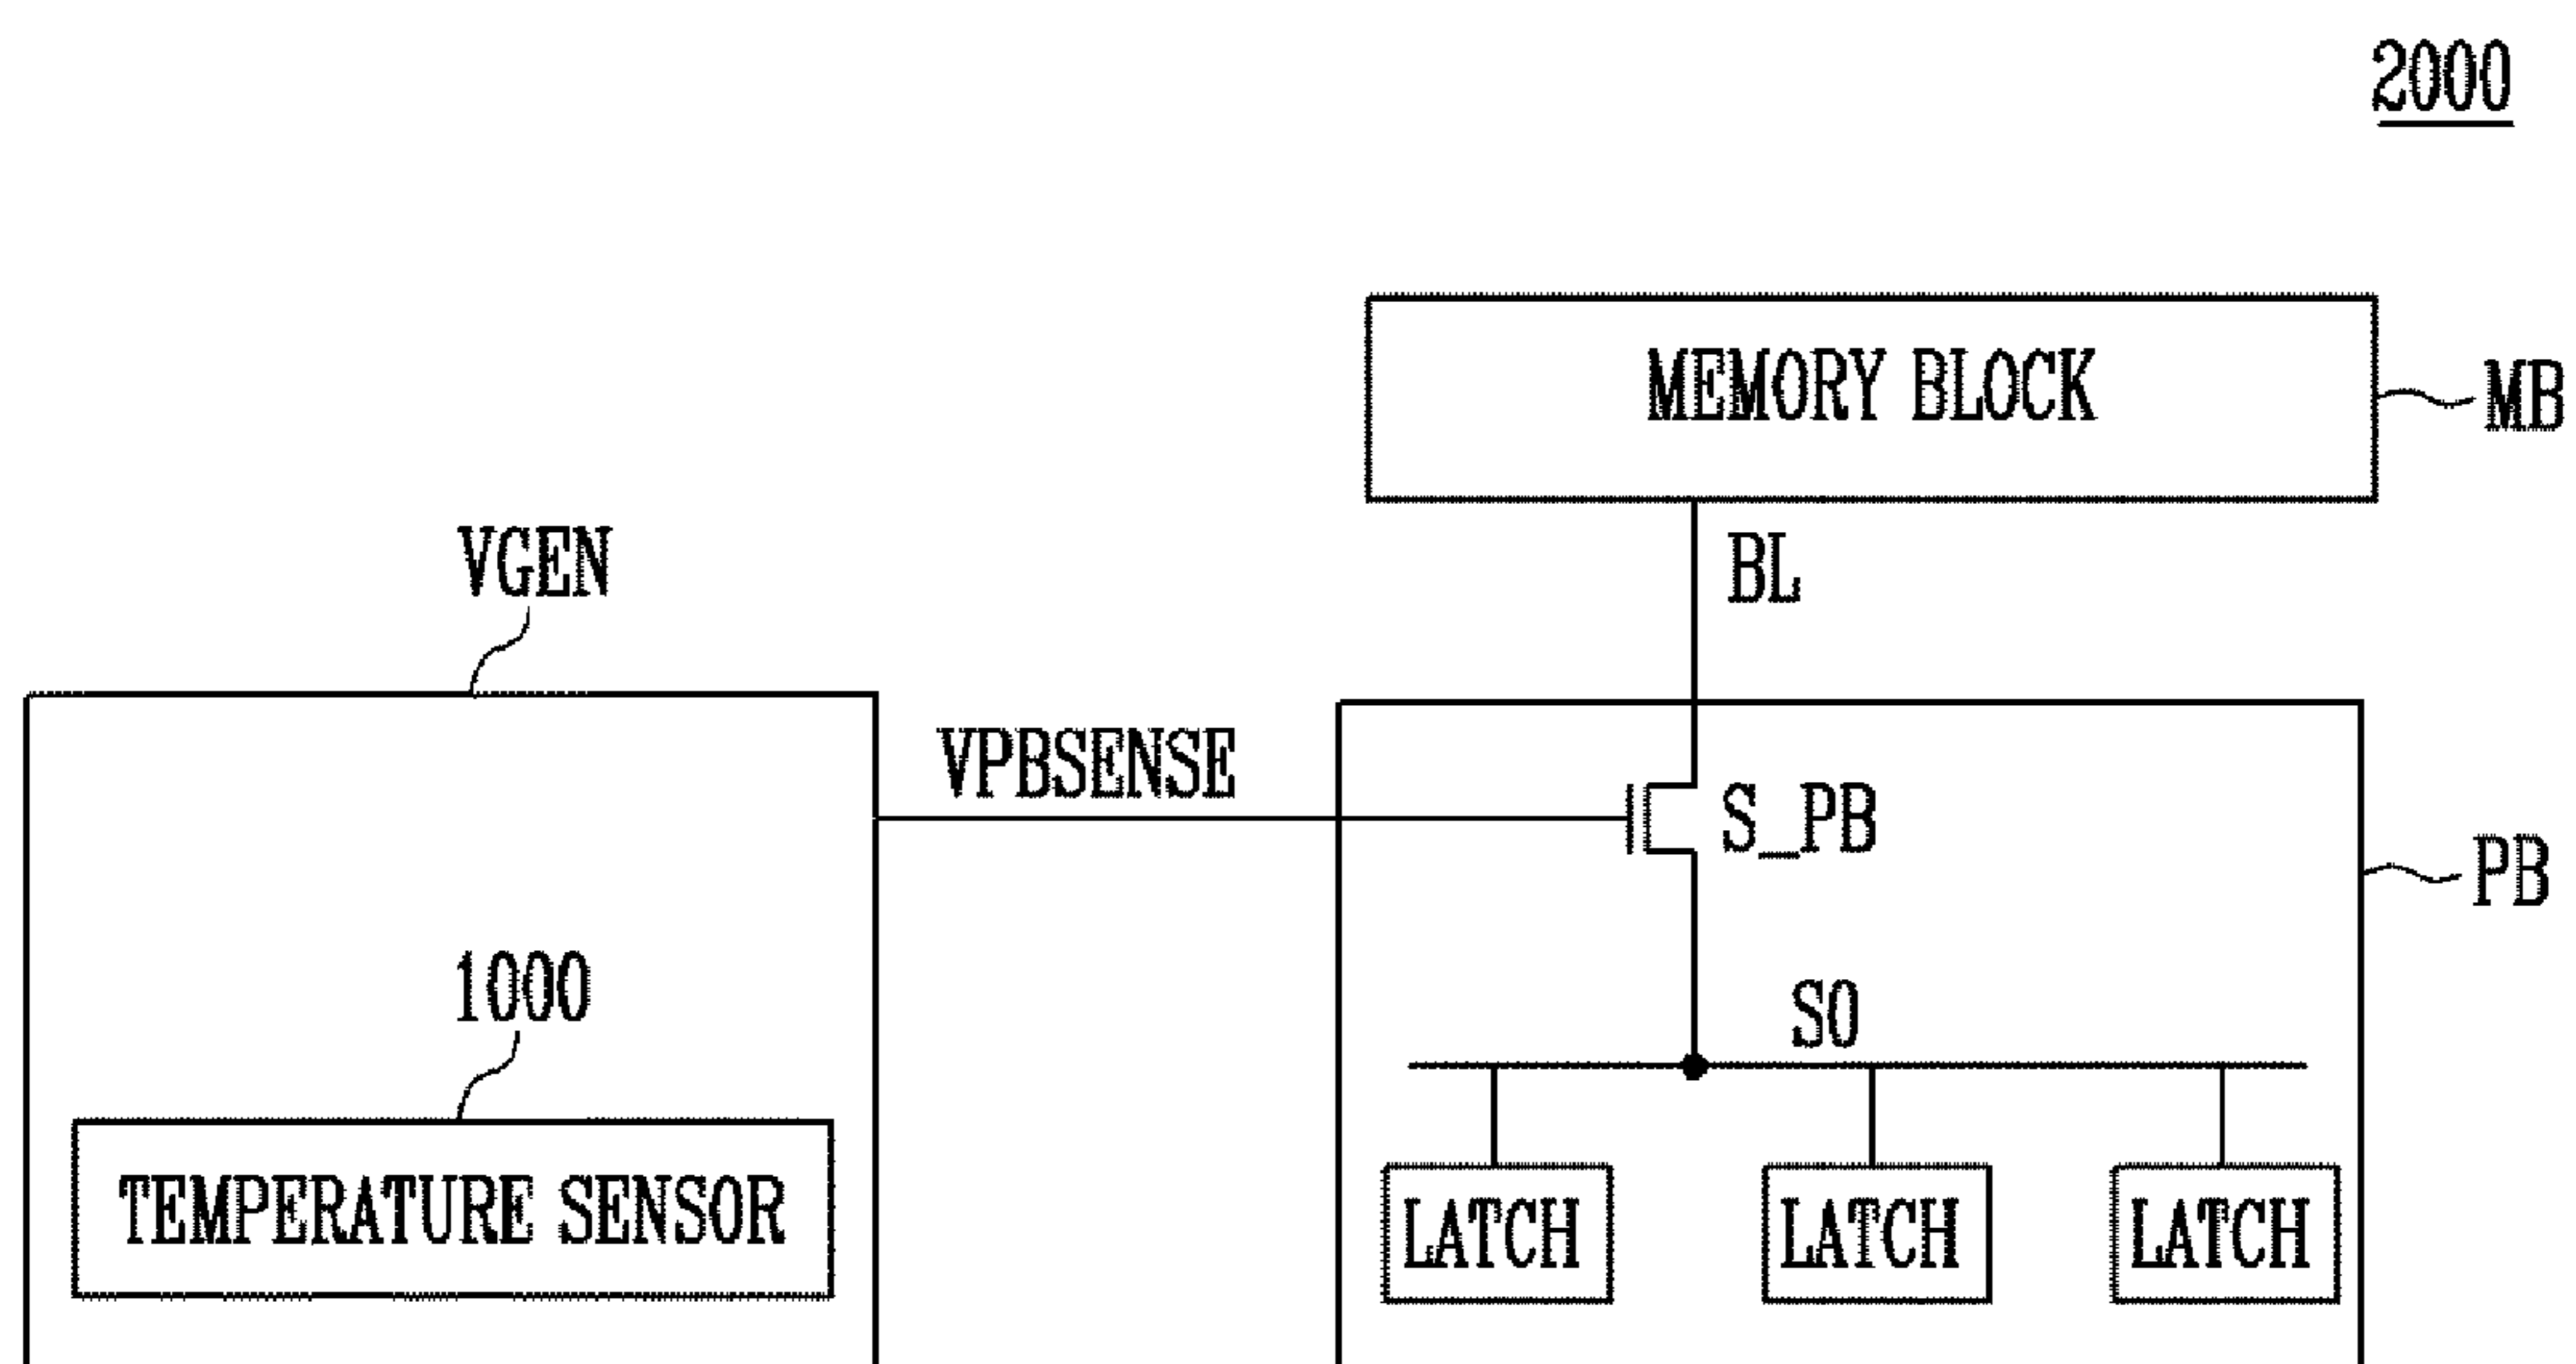 2000
MEMORY BLOCK
MB
VGEN
BL
VPBSENSE
S_PB
PB
1000
SO
TEMPERATURE SENSOR
LATCH
LATCH
LATCH